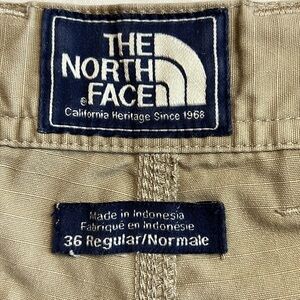 THE
NORTH
FACE
®
California Heritage Since 1968
Made in Indonesia
Fabriqué en Indonésie
36 Regular/Normale